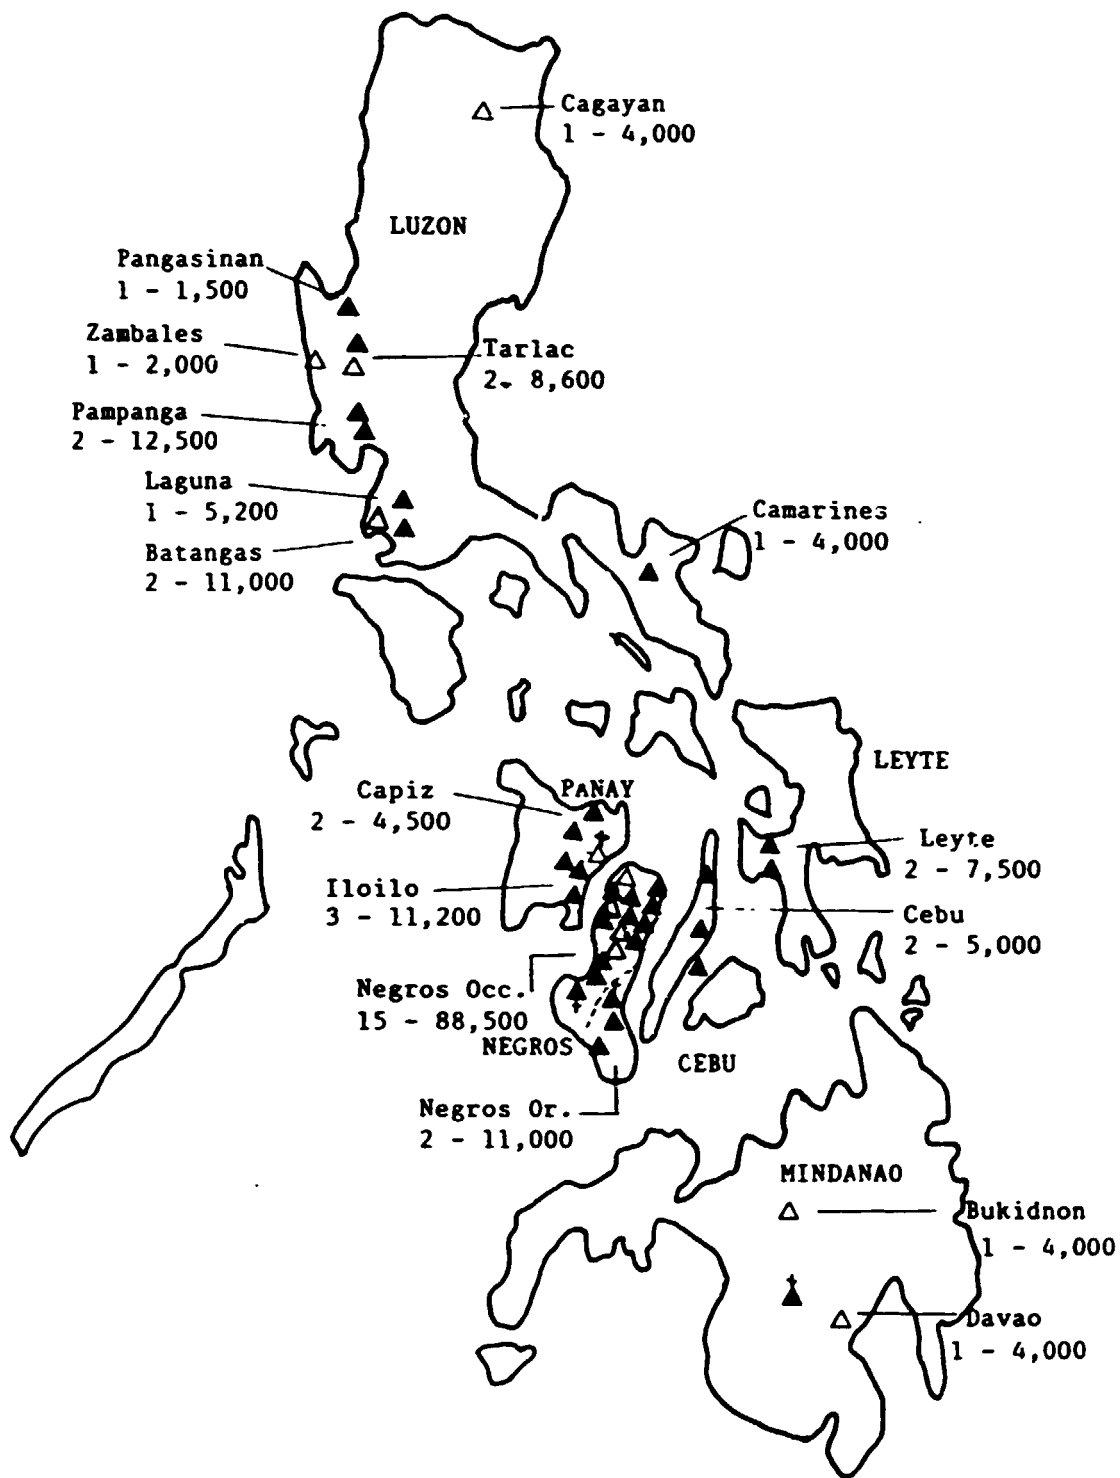 Cagayan
1 - 4,000
LUZON
Pangasinan
1 - 1,500
Zambales
1 - 2,000
Tarlac
2- 8,600
Pampanga
2 - 12,500
Laguna
1 - 5,200
Batangas
2 - 11,000
Camarines
1 - 4,000
LEYTE
PANAY
Capiz
2 - 4,500
Leyte
2 - 7,500
Iloilo
3 - 11,200
Cebu
2 - 5,000
Negros Occ.
15 - 88,500
NEGROS
CEBU
Negros Or.
2 - 11,000
MINDANAO
Bukidnon
1 - 4,000
Davao
1 - 4,000